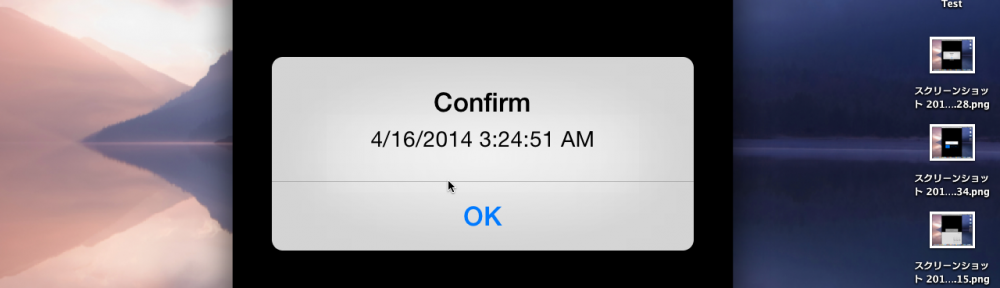 Test
Confirm
4/16/2014 3:24:51 AM
OK
スクリーンショッ
ト 201....28.png
スクリーンショッ
ト 201....34.png
スクリーンショッ
ト 201....15.png